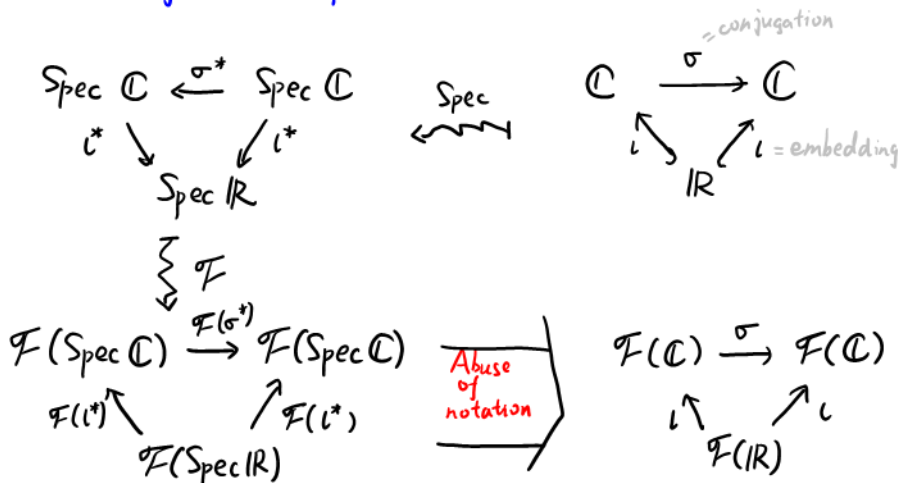 = conjugation
Spec ℂ ←σ* Spec ℂ
Spec
ℂ →σ ℂ
ι* ι*
ι ι = embedding
Spec ℝ
ℝ
ℱ
ℱ(Spec ℂ) →ℱ(σ*) ℱ(Spec ℂ)
Abuse
of
notation
ℱ(ℂ) →σ ℱ(ℂ)
ℱ(ι*) ℱ(ι*)
ι ι
ℱ(Spec ℝ)
ℱ(ℝ)